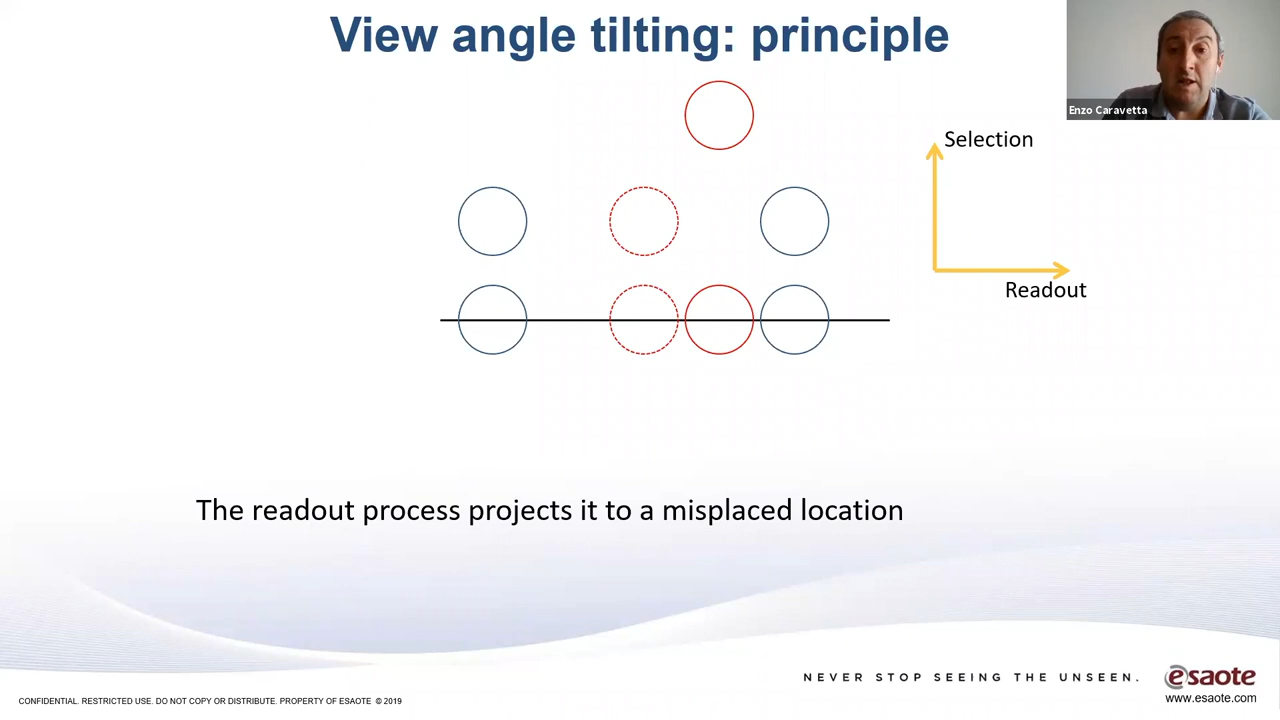 View angle tilting: principle
Enzo Caravetta
Selection
Readout
The readout process projects it to a misplaced location
NEVER STOP SEEING THE UNSEEN.
esaote
www.esaote.com
CONFIDENTIAL. RESTRICTED USE. DO NOT COPY OR DISTRIBUTE. PROPERTY OF ESAOTE © 2019